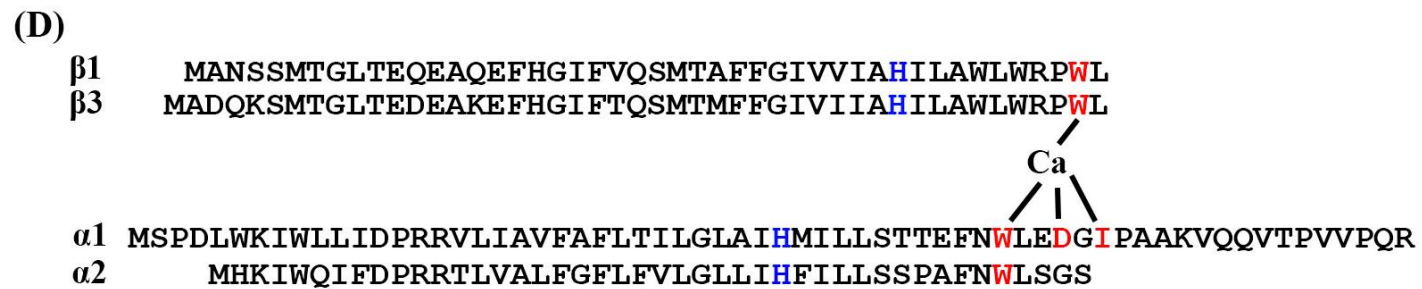 (D)
β1 MANSSMTGLTEQEAQEFHGIFVQSMTAFFGIVVIAHILAWLWRPWL
β3 MADQKSMTGLTEDEAKEFHGIFTQSMTMFFGIVIIAHILAWLWRPWL
Ca
α1 MSPDLWKIWLLIDPRRVLIAVFAFLTILGLAIHMILLSTTEFNWLEDGIPAAKVQQVTPVVPQR
α2 MHKIWQIFDPRRTLVALFGFLFVLGLLIHFILLSSPAFNWLSGS